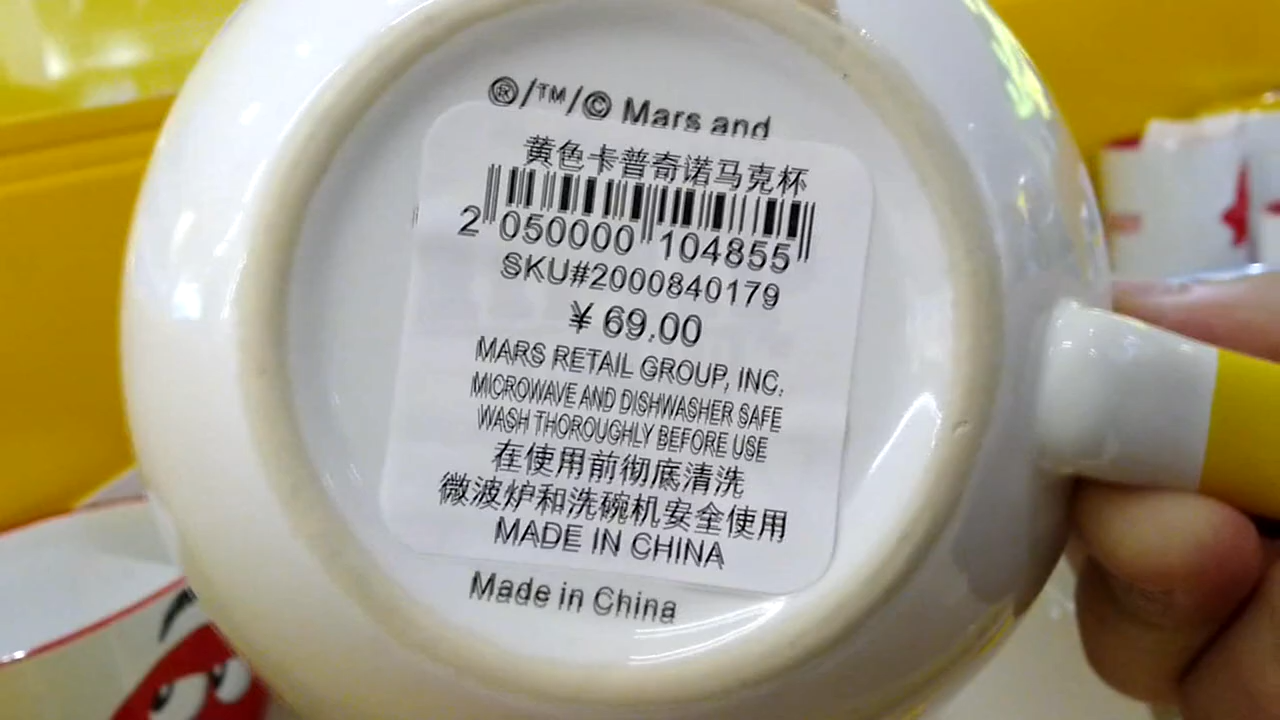 ®/™/© Mars and
黄色卡普奇诺马克杯
2 050000 104855
SKU#2000840179
¥ 69.00
MARS RETAIL GROUP, INC.
MICROWAVE AND DISHWASHER SAFE
WASH THOROUGHLY BEFORE USE
在使用前彻底清洗
微波炉和洗碗机安全使用
MADE IN CHINA
Made in China